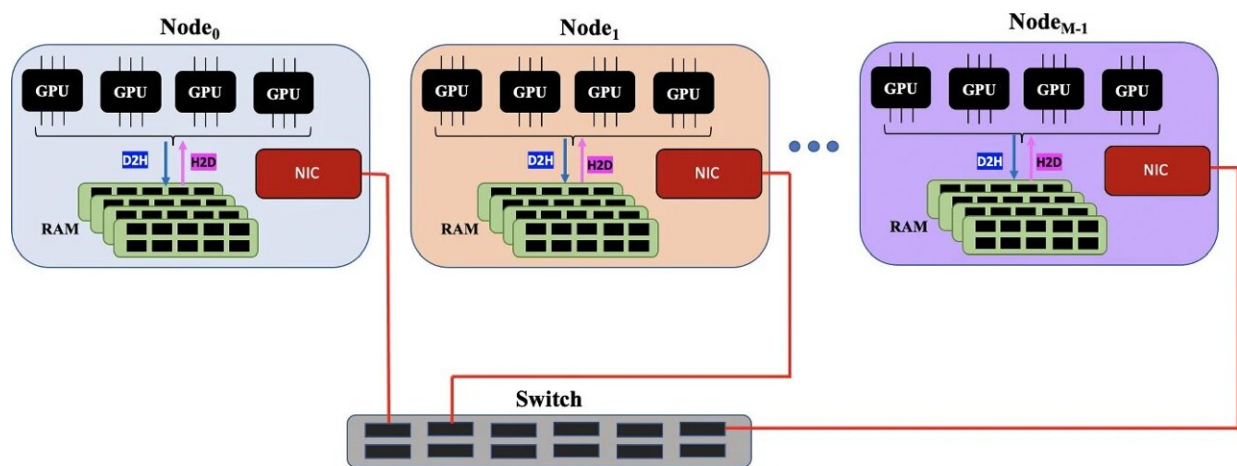 Node0
GPU GPU GPU GPU
D2H H2D
NIC
RAM
Node1
GPU GPU GPU GPU
D2H H2D
NIC
RAM
NodeM-1
GPU GPU GPU GPU
D2H H2D
NIC
RAM
Switch